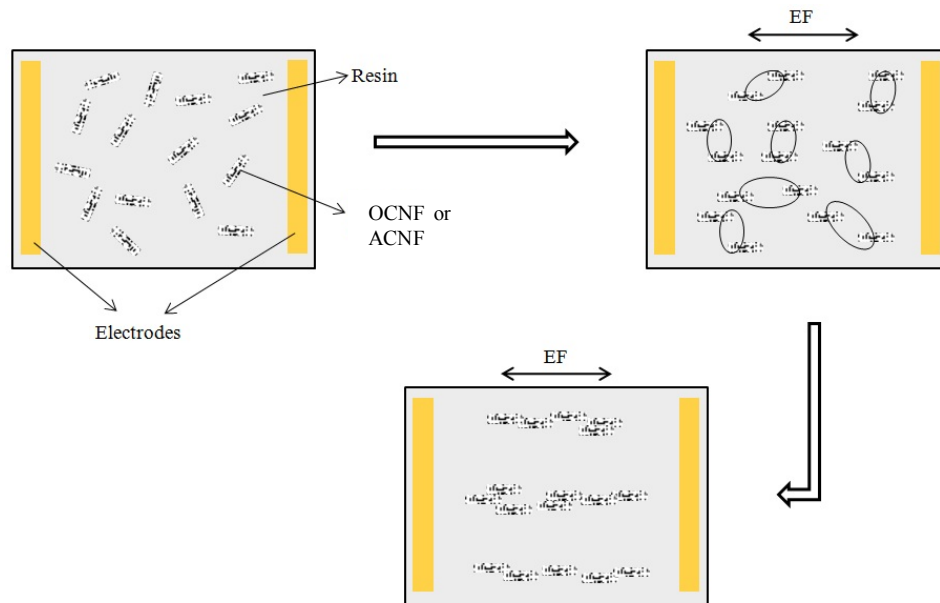 EF
Resin
OCNF or
ACNF
Electrodes
EF